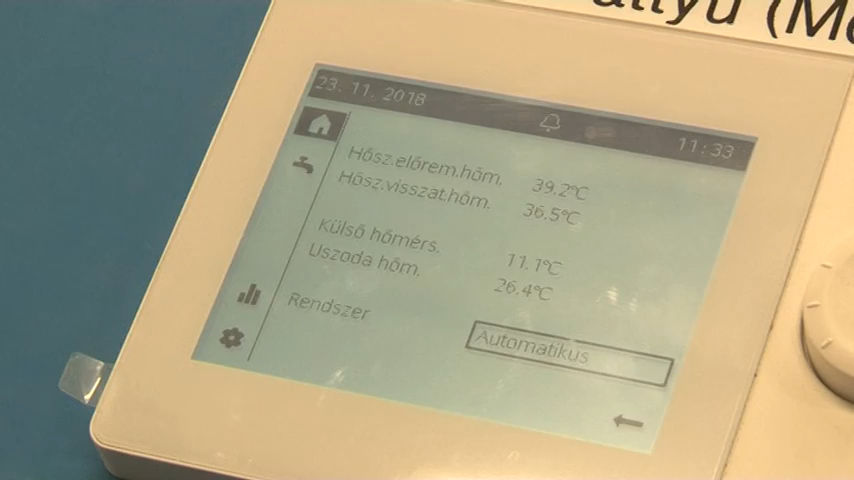 (M
23. 11. 2018 11:33
Hősz.előrem.hőm. 39.2°C
Hősz.visszat.hőm. 36.5°C
Külső hőmérs. 11.1°C
Uszoda hőm. 26.4°C
Rendszer Automatikus